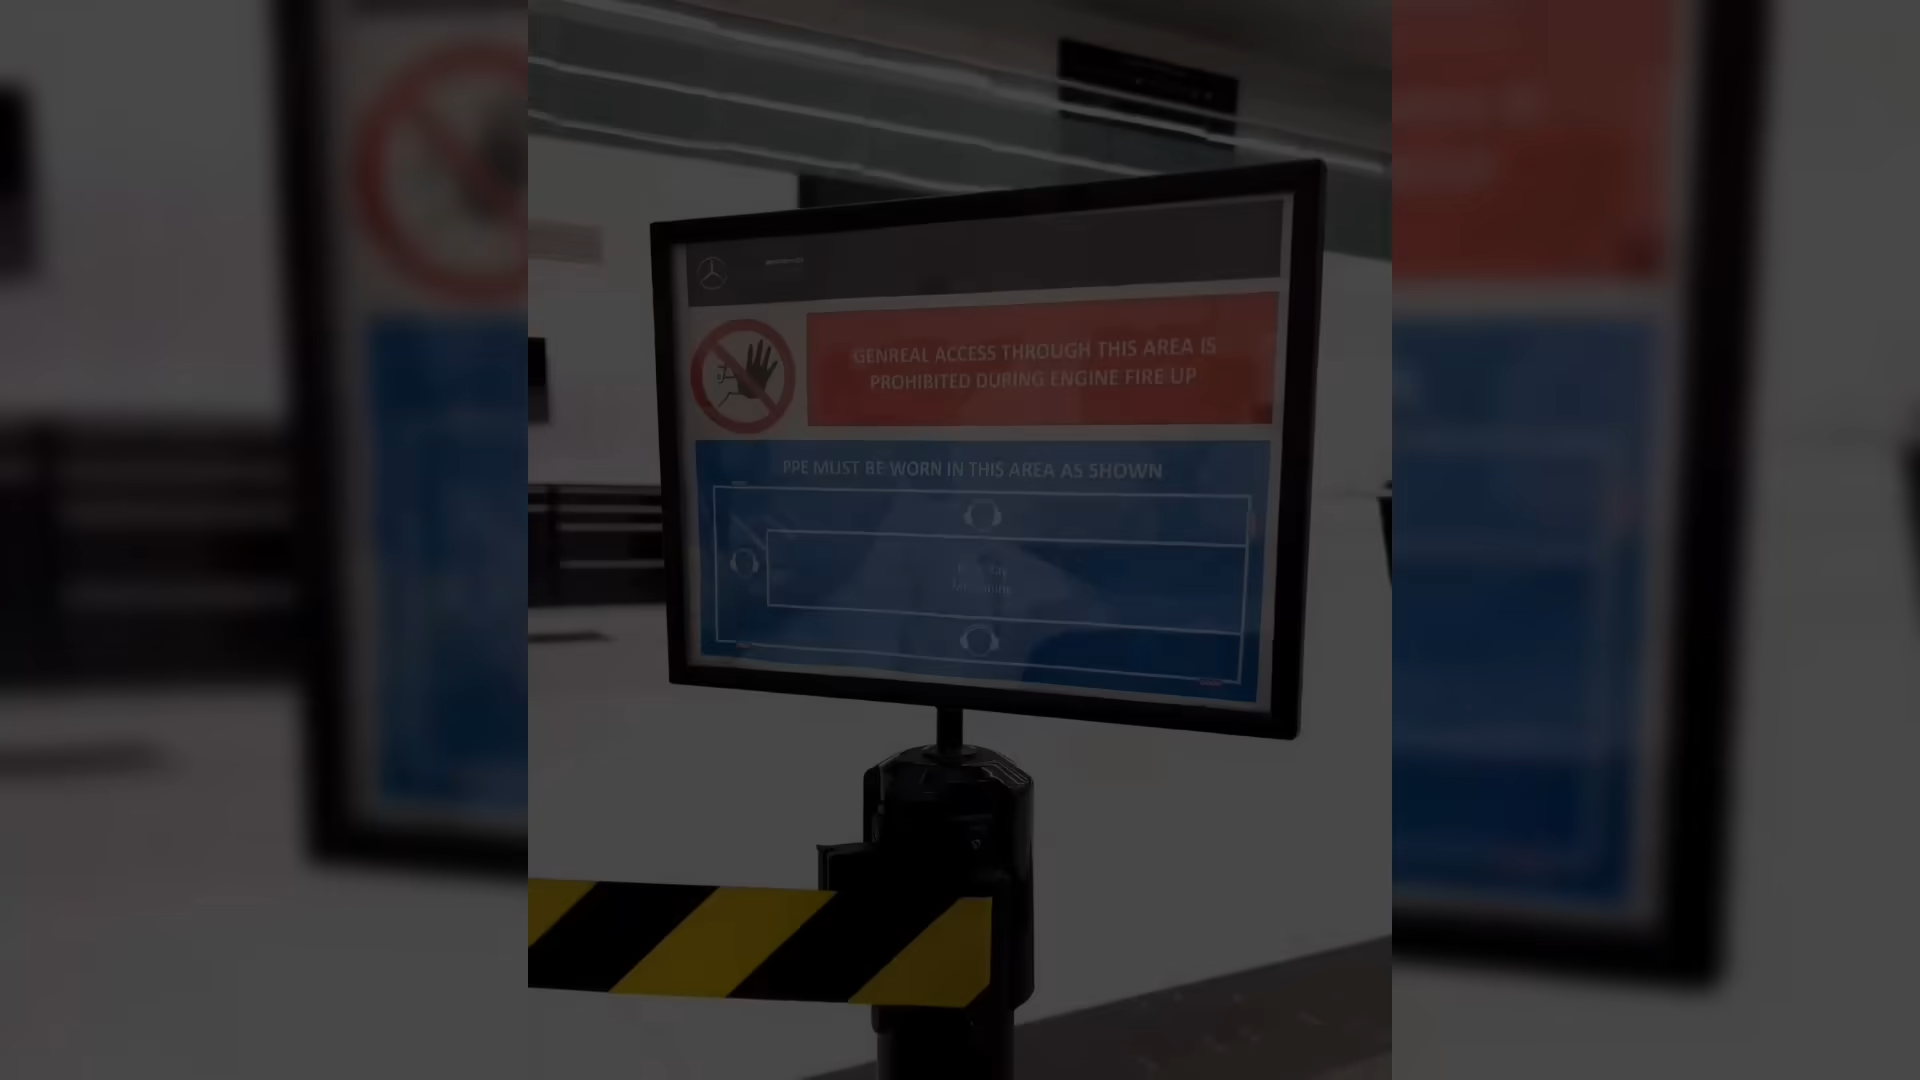 GENREAL ACCESS THROUGH THIS AREA IS
PROHIBITED DURING ENGINE FIRE UP
PPE MUST BE WORN IN THIS AREA AS SHOWN